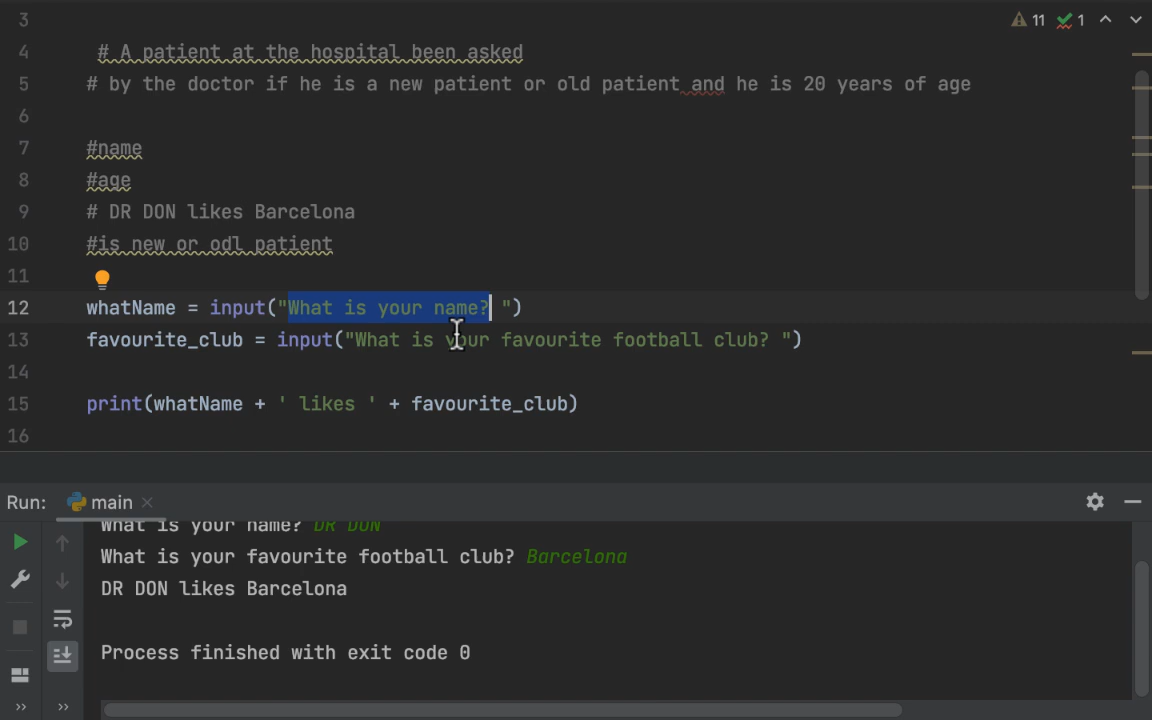 3
11 1
4 # A patient at the hospital been asked
5 # by the doctor if he is a new patient or old patient and he is 20 years of age
6
7 #name
8 #age
9 # DR DON likes Barcelona
10 #is new or odl patient
11
12 whatName = input("What is your name? ")
13 favourite_club = input("What is your favourite football club? ")
14
15 print(whatName + ' likes ' + favourite_club)
16
Run: main
What is your name? DR DON
What is your favourite football club? Barcelona
DR DON likes Barcelona
Process finished with exit code 0